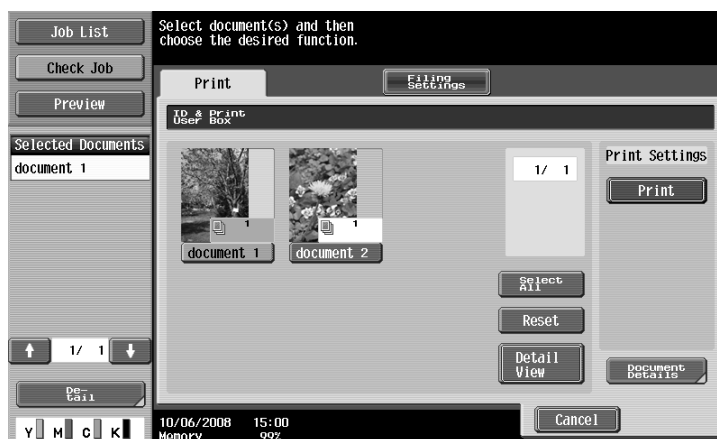 Job List
Check Job
Preview
Selected Documents
document 1
1/ 1
De-
tail
Y M C K
Select document(s) and then
choose the desired function.
Print
Filing
Settings
ID & Print
User Box
1
document 1
1
document 2
1/ 1
Select
All
Reset
Detail
View
Print Settings
Print
Document
Details
10/06/2008 15:00
Memory 99%
Cancel